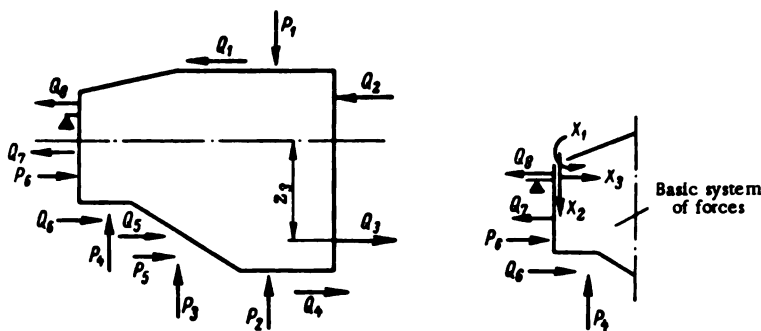 P₁
Q₁
Q₂
Q₈
Q₇
P₆
z₃
Q₆
Q₅
Q₃
P₄
P₅
P₃
P₂
Q₄
X₁
Q₈
X₃
Q₇
X₂
P₆
Q₆
P₄
Basic system
of forces